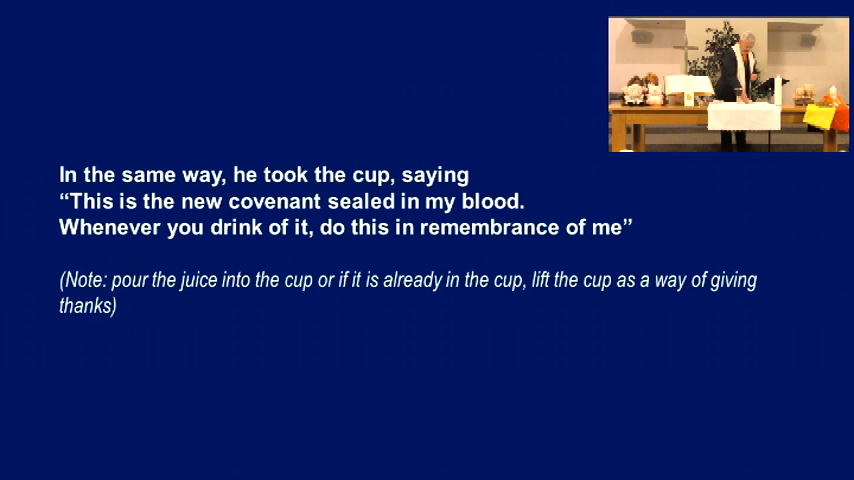 In the same way, he took the cup, saying
“This is the new covenant sealed in my blood.
Whenever you drink of it, do this in remembrance of me”
(Note: pour the juice into the cup or if it is already in the cup, lift the cup as a way of giving
thanks)